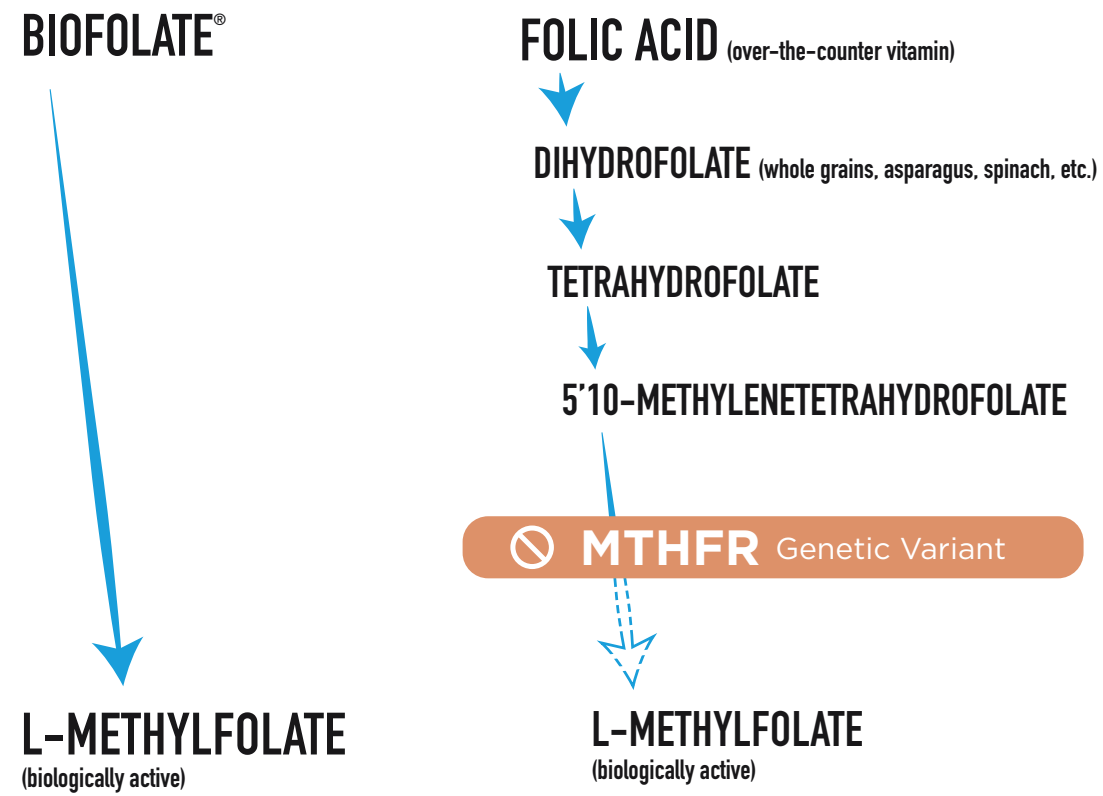 BIOFOLATE®
FOLIC ACID (over-the-counter vitamin)
DIHYDROFOLATE (whole grains, asparagus, spinach, etc.)
TETRAHYDROFOLATE
5'10-METHYLENETETRAHYDROFOLATE
MTHFR Genetic Variant
L-METHYLFOLATE
(biologically active)
L-METHYLFOLATE
(biologically active)